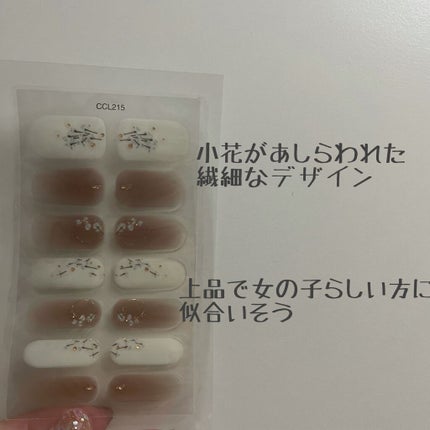 CCL215
小花があしらわれた
繊細なデザイン
上品で女の子らしい方に
似合いそう